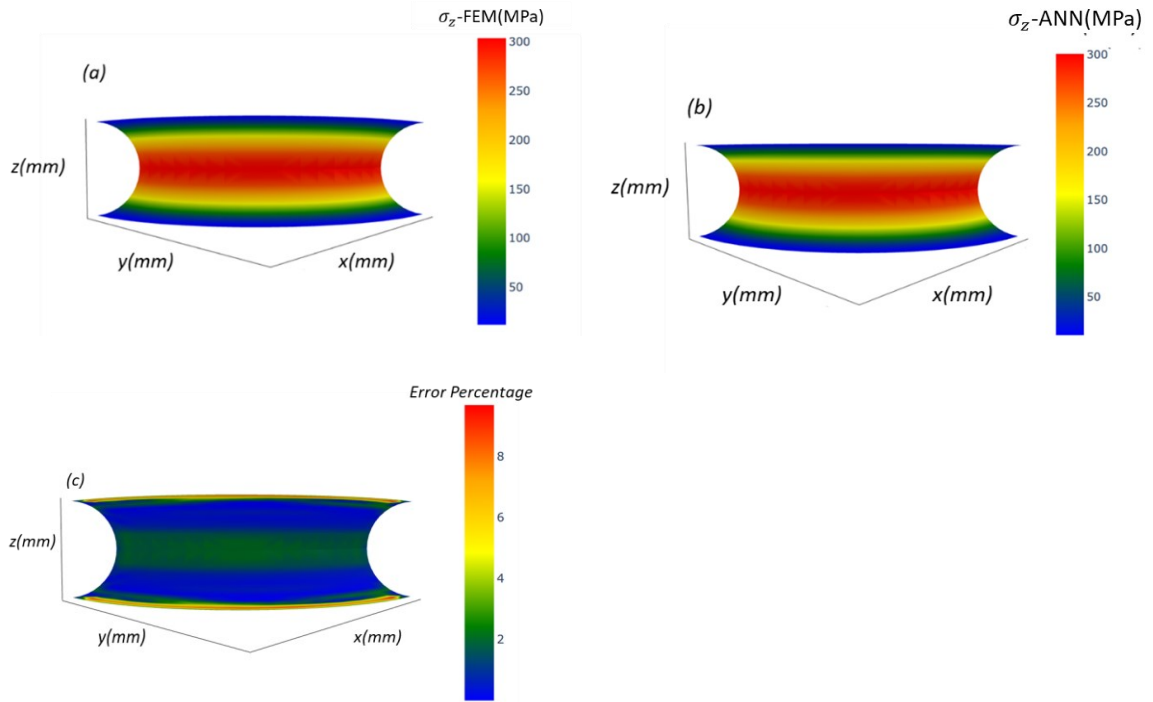 σz-FEM(MPa)
(a)
300
250
200
150
100
50
z(mm)
y(mm)
x(mm)
σz-ANN(MPa)
(b)
300
250
200
150
100
50
z(mm)
y(mm)
x(mm)
Error Percentage
(c)
8
6
4
2
z(mm)
y(mm)
x(mm)